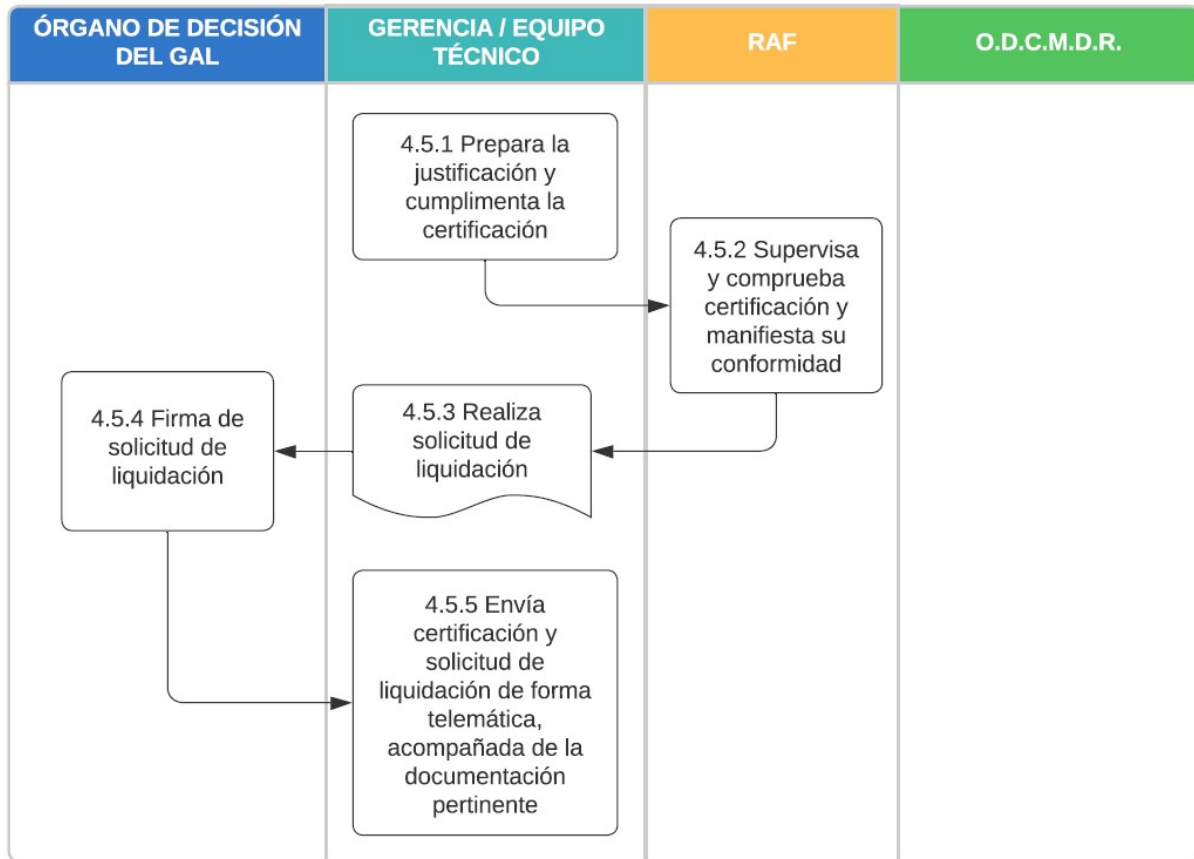 ÓRGANO DE DECISIÓN
DEL GAL
GERENCIA / EQUIPO
TÉCNICO
RAF
O.D.C.M.D.R.
4.5.1 Prepara la
justificación y
cumplimenta la
certificación
4.5.2 Supervisa
y comprueba
certificación y
manifiesta su
conformidad
4.5.3 Realiza
solicitud de
liquidación
4.5.4 Firma de
solicitud de
liquidación
4.5.5 Envía
certificación y
solicitud de
liquidación de forma
telemática,
acompañada de la
documentación
pertinente